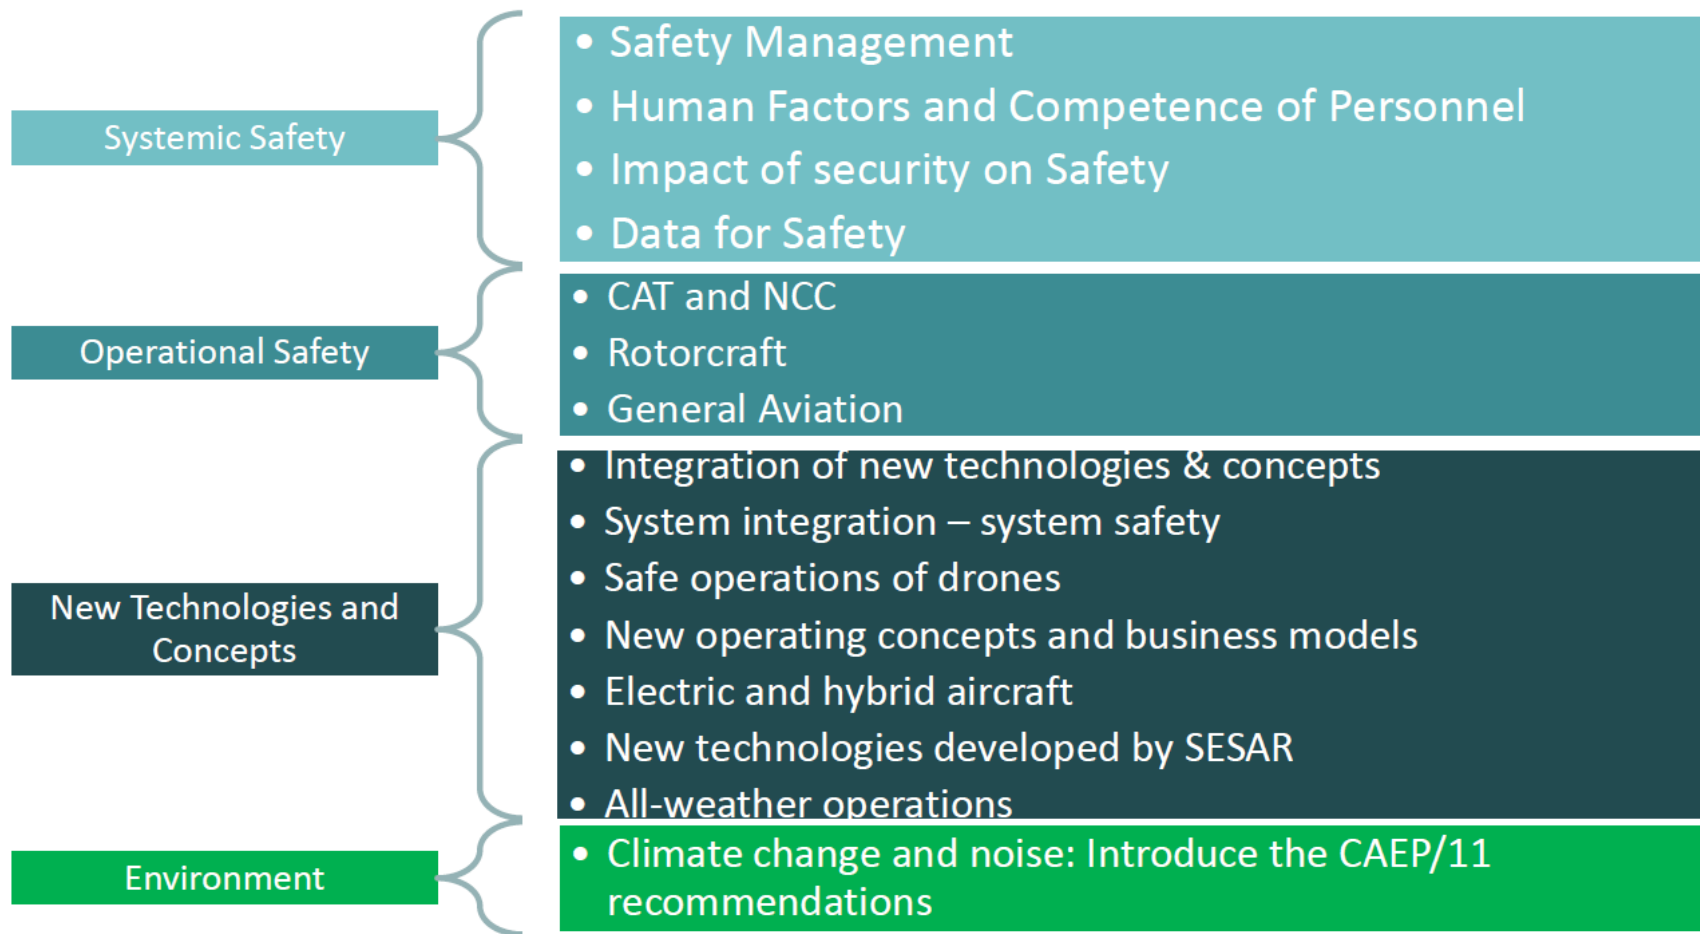 Systemic Safety
• Safety Management
• Human Factors and Competence of Personnel
• Impact of security on Safety
• Data for Safety
Operational Safety
• CAT and NCC
• Rotorcraft
• General Aviation
New Technologies and
Concepts
• Integration of new technologies & concepts
• System integration – system safety
• Safe operations of drones
• New operating concepts and business models
• Electric and hybrid aircraft
• New technologies developed by SESAR
• All-weather operations
Environment
• Climate change and noise: Introduce the CAEP/11
recommendations